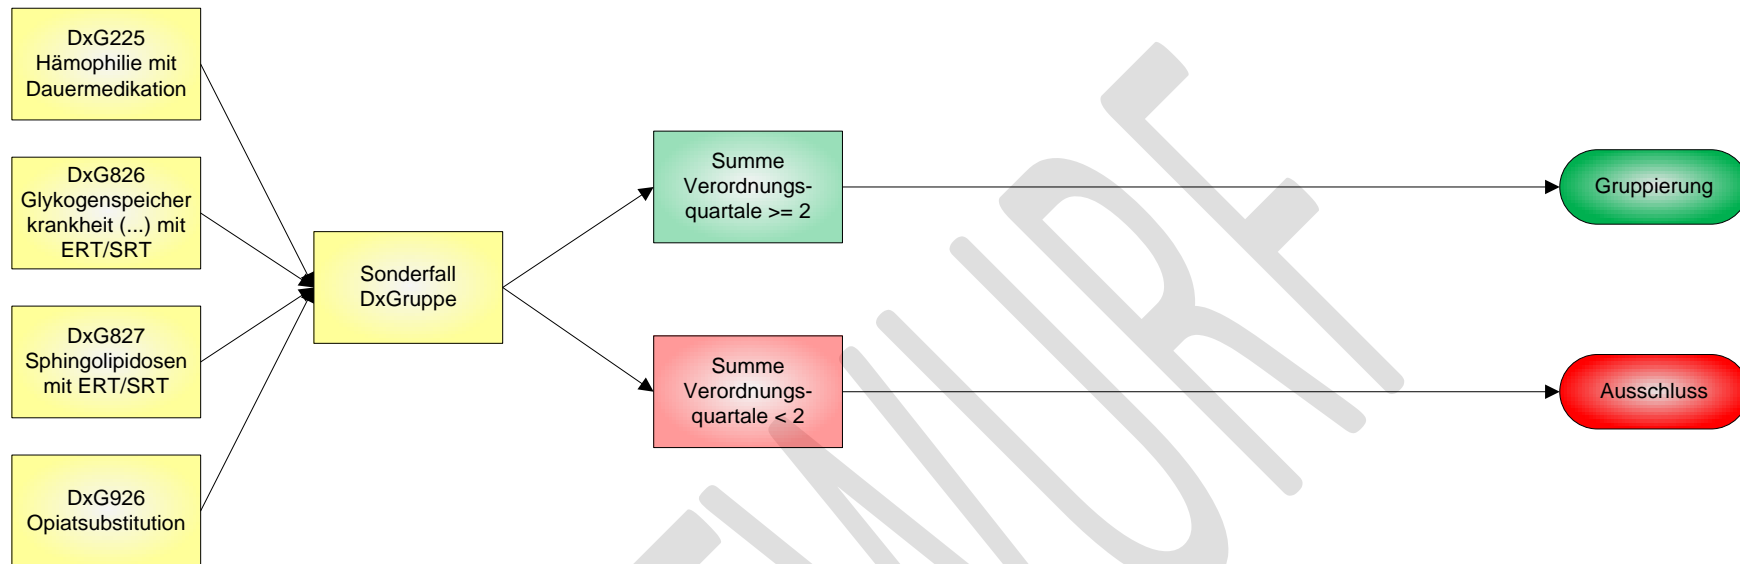 DxG225
Hämophilie mit
Dauermedikation
DxG826
Glykogenspeicher
krankheit (...) mit
ERT/SRT
DxG827
Sphingolipidosen
mit ERT/SRT
DxG926
Opiatsubstitution
Sonderfall
DxGruppe
Summe
Verordnungs-
quartale >= 2
Summe
Verordnungs-
quartale < 2
Gruppierung
Ausschluss